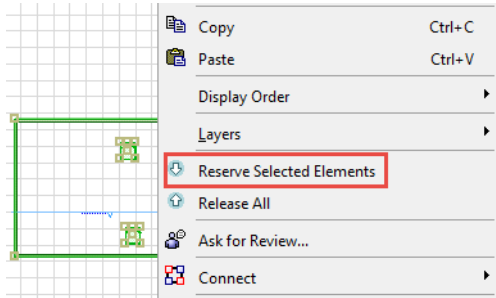 Copy Ctrl+C
Paste Ctrl+V
Display Order
Layers
Reserve Selected Elements
Release All
Ask for Review...
Connect